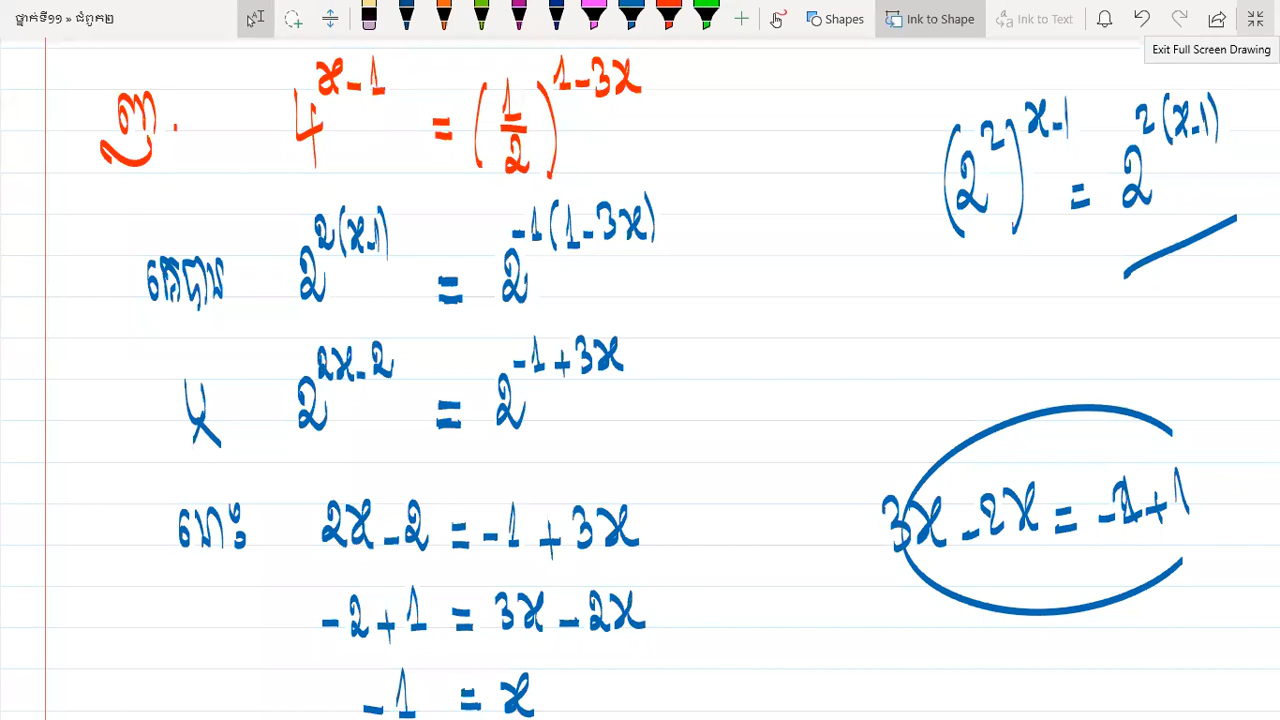 ថ្នាក់ទី១១ » ជំពូក២
Shapes
Ink to Shape
Ink to Text
Exit Full Screen Drawing
ញ. 4^{x-1} = (1/2)^{1-3x}
(2^2)^{x-1} = 2^{2(x-1)}
គេបាន 2^{2(x-1)} = 2^{-1(1-3x)}
ឬ 2^{2x-2} = 2^{-1+3x}
នោះ 2x-2 = -1+3x
3x-2x = -2+1
-2+1 = 3x-2x
-1 = x